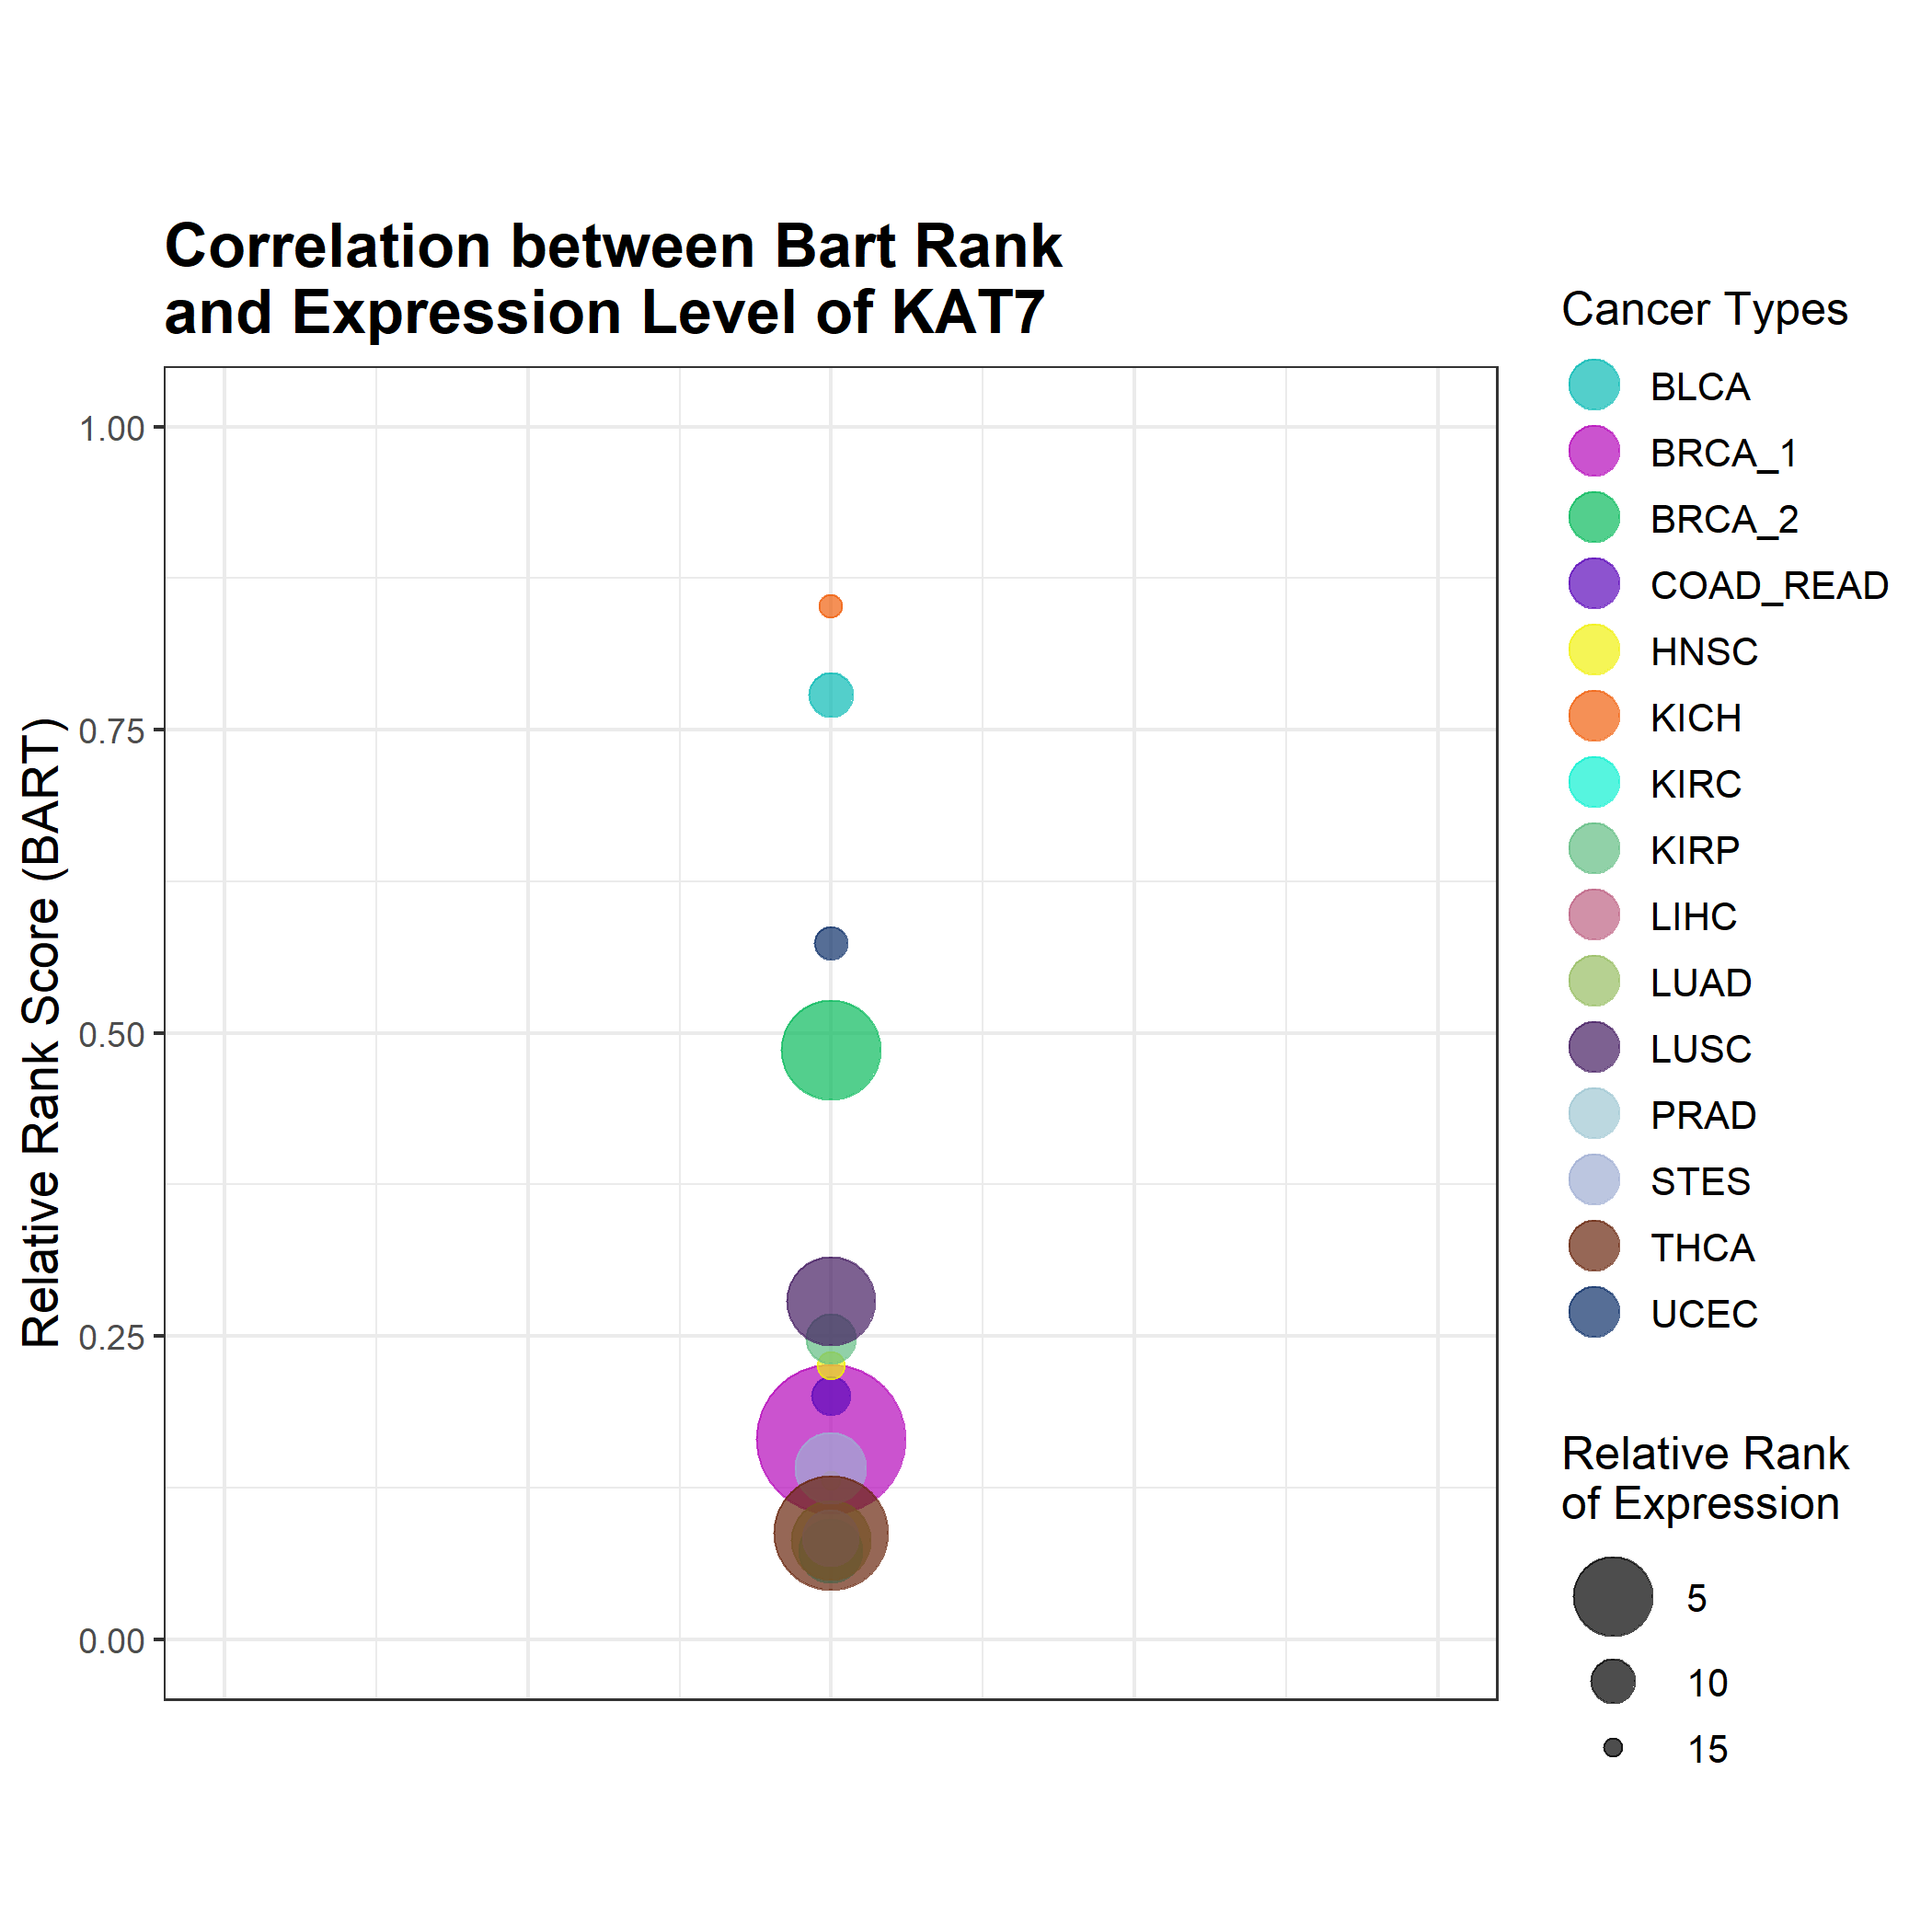 Correlation between Bart Rank
and Expression Level of KAT7
Relative Rank Score (BART)
1.00
0.75
0.50
0.25
0.00
Cancer Types
BLCA
BRCA_1
BRCA_2
COAD_READ
HNSC
KICH
KIRC
KIRP
LIHC
LUAD
LUSC
PRAD
STES
THCA
UCEC
Relative Rank
of Expression
5
10
15